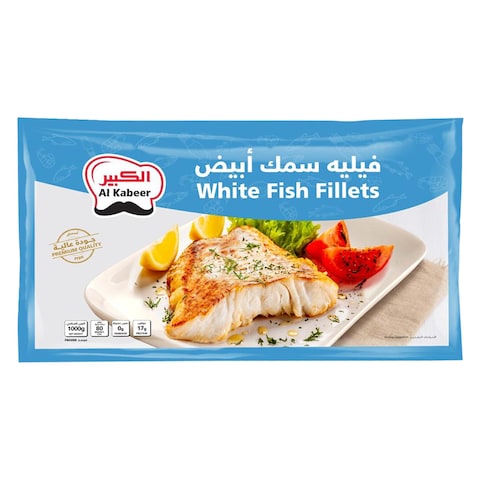 الكبير
Al Kabeer
فيليه سمك أبيض
White Fish Fillets
جودة عالية
PREMIUM QUALITY
1000g
80
0g
17g